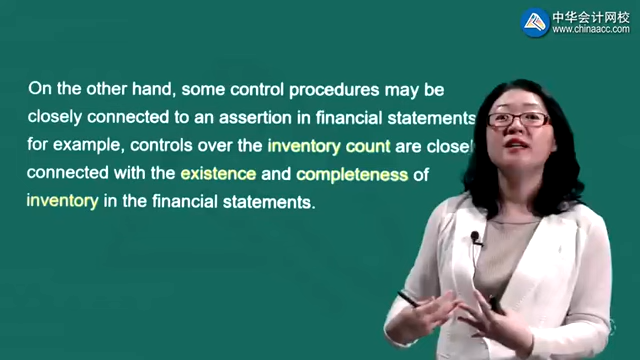 中华会计网校
www.chinaacc.com
On the other hand, some control procedures may be
closely connected to an assertion in financial statements
for example, controls over the inventory count are
connected with the existence and completeness of
inventory in the financial statements.